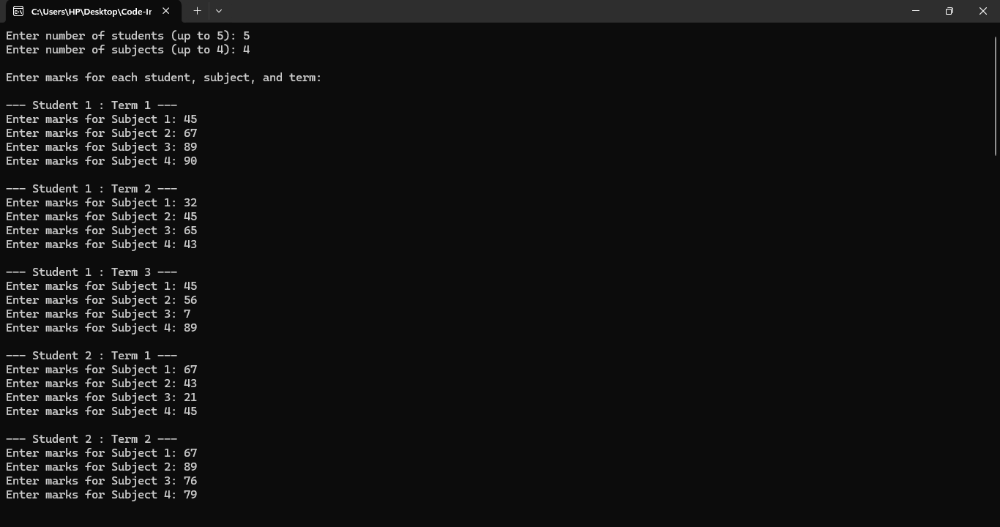 C:\Users\HP\Desktop\Code-Ir
Enter number of students (up to 5): 5
Enter number of subjects (up to 4): 4
Enter marks for each student, subject, and term:
--- Student 1 : Term 1 ---
Enter marks for Subject 1: 45
Enter marks for Subject 2: 67
Enter marks for Subject 3: 89
Enter marks for Subject 4: 90
--- Student 1 : Term 2 ---
Enter marks for Subject 1: 32
Enter marks for Subject 2: 45
Enter marks for Subject 3: 65
Enter marks for Subject 4: 43
--- Student 1 : Term 3 ---
Enter marks for Subject 1: 45
Enter marks for Subject 2: 56
Enter marks for Subject 3: 7
Enter marks for Subject 4: 89
--- Student 2 : Term 1 ---
Enter marks for Subject 1: 67
Enter marks for Subject 2: 43
Enter marks for Subject 3: 21
Enter marks for Subject 4: 45
--- Student 2 : Term 2 ---
Enter marks for Subject 1: 67
Enter marks for Subject 2: 89
Enter marks for Subject 3: 76
Enter marks for Subject 4: 79